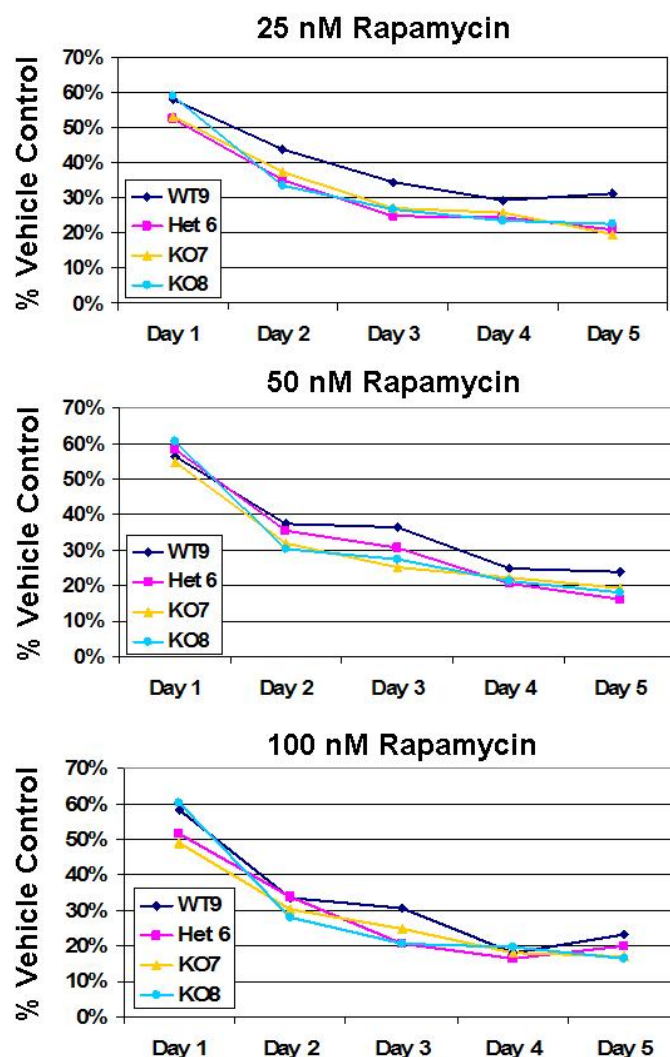 25 nM Rapamycin
% Vehicle Control
70%
60%
50%
40%
30%
20%
10%
0%
WT9
Het 6
KO7
KO8
Day 1 Day 2 Day 3 Day 4 Day 5
50 nM Rapamycin
% Vehicle Control
70%
60%
50%
40%
30%
20%
10%
0%
WT9
Het 6
KO7
KO8
Day 1 Day 2 Day 3 Day 4 Day 5
100 nM Rapamycin
% Vehicle Control
70%
60%
50%
40%
30%
20%
10%
0%
WT9
Het 6
KO7
KO8
Day 1 Day 2 Day 3 Day 4 Day 5